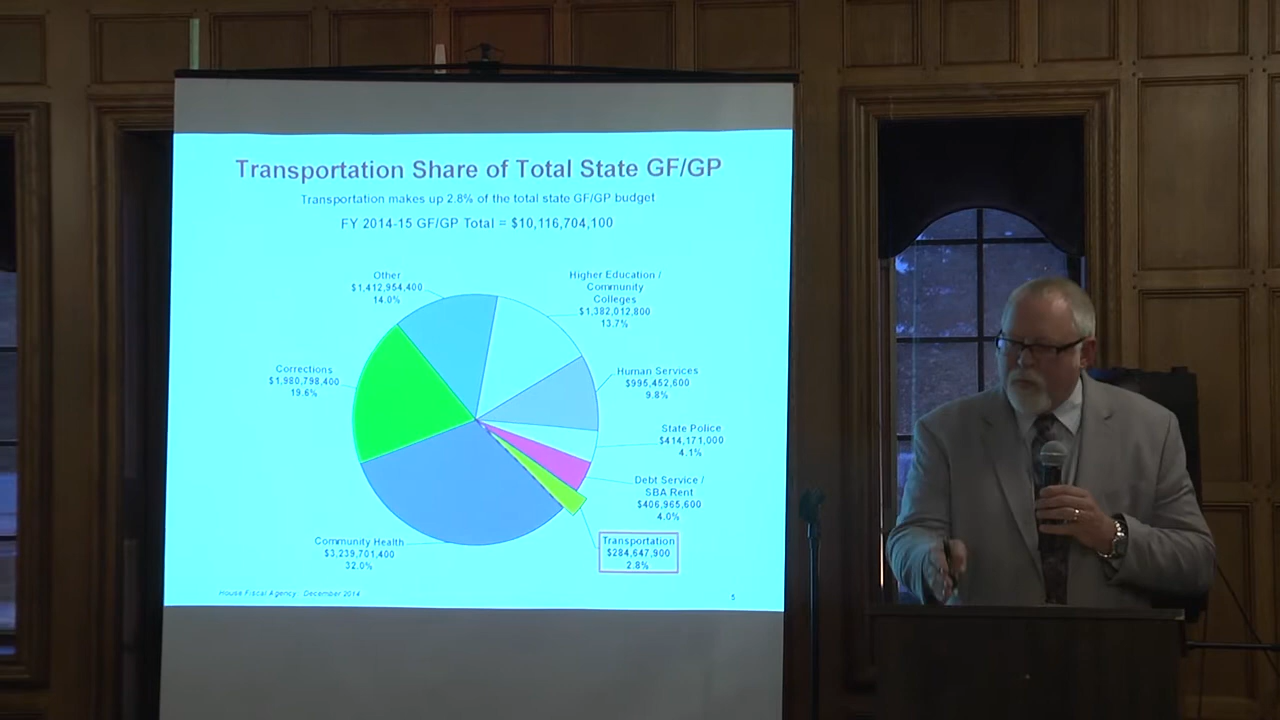 Transportation Share of Total State GF/GP
Transportation makes up 2.8% of the total state GF/GP budget
FY 2014-15 GF/GP Total = $10,116,704,100
Other
$1,412,954,400
14.0%
Higher Education /
Community
Colleges
$1,382,012,800
13.7%
Corrections
$1,980,798,400
19.6%
Human Services
$995,452,600
9.8%
State Police
$414,171,000
4.1%
Debt Service /
SBA Rent
$406,965,600
4.0%
Community Health
$3,239,701,400
32.0%
Transportation
$284,647,900
2.8%
House Fiscal Agency: December 2014
5